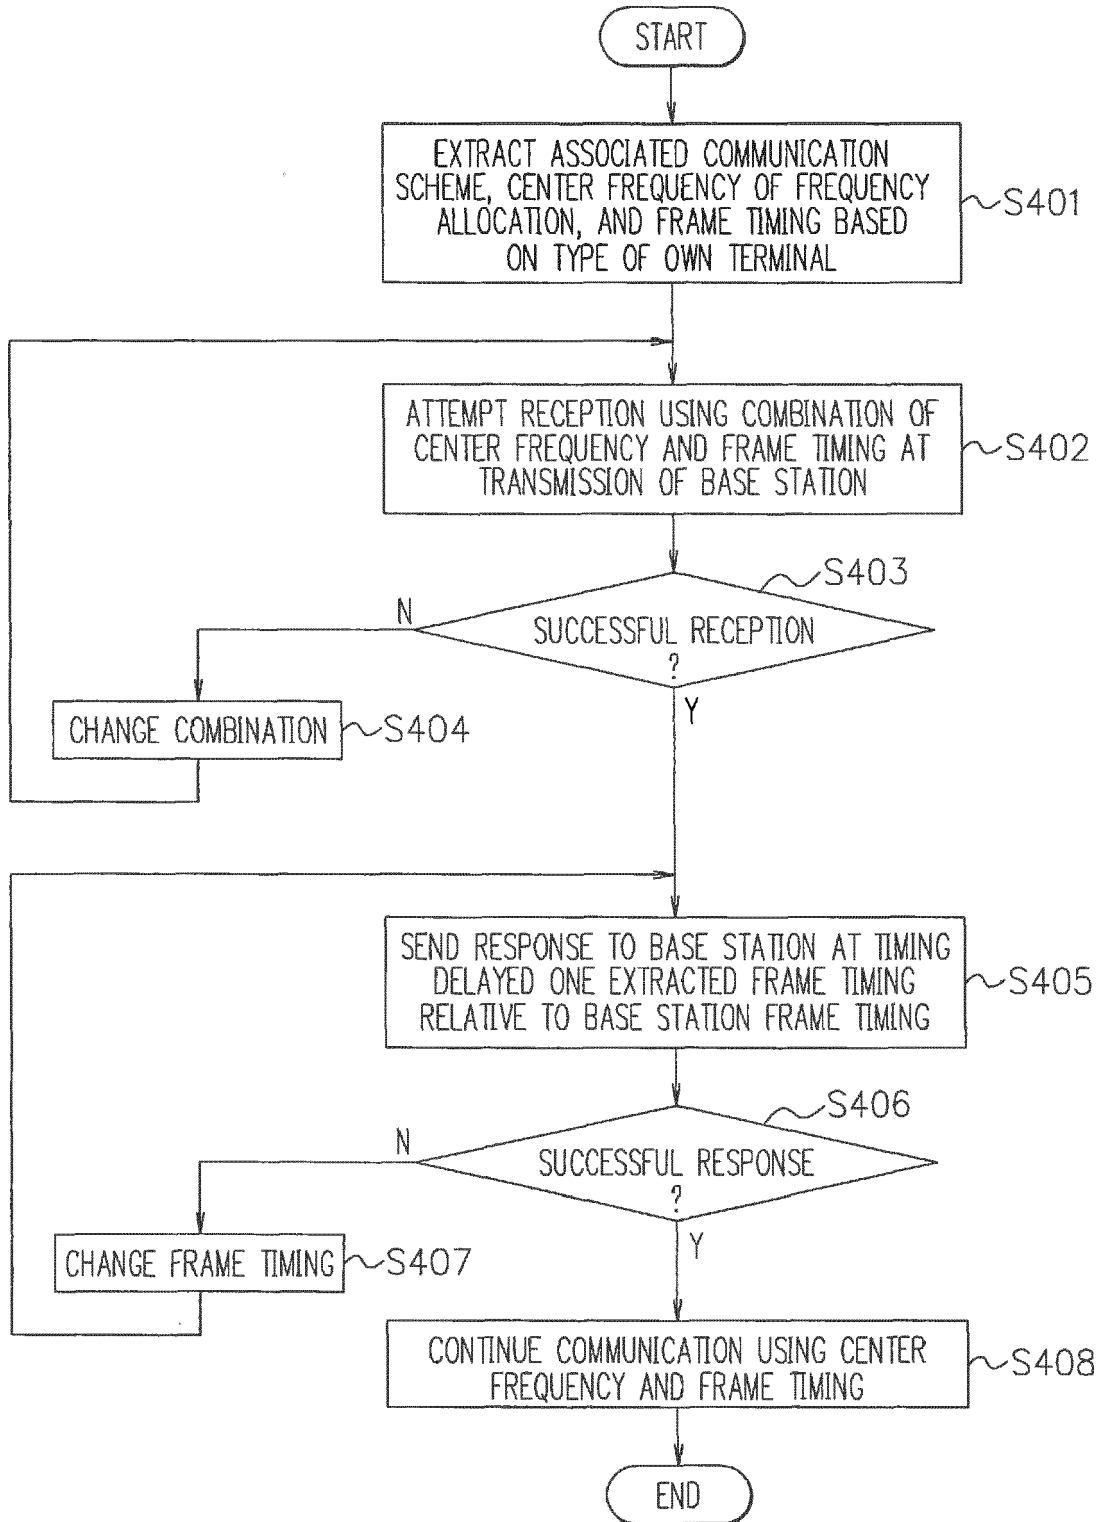 START
EXTRACT ASSOCIATED COMMUNICATION
SCHEME, CENTER FREQUENCY OF FREQUENCY
ALLOCATION, AND FRAME TIMING BASED
ON TYPE OF OWN TERMINAL
S401
ATTEMPT RECEPTION USING COMBINATION OF
CENTER FREQUENCY AND FRAME TIMING AT
TRANSMISSION OF BASE STATION
S402
S403
N
SUCCESSFUL RECEPTION
?
Y
CHANGE COMBINATION
S404
SEND RESPONSE TO BASE STATION AT TIMING
DELAYED ONE EXTRACTED FRAME TIMING
RELATIVE TO BASE STATION FRAME TIMING
S405
S406
N
SUCCESSFUL RESPONSE
?
Y
CHANGE FRAME TIMING
S407
CONTINUE COMMUNICATION USING CENTER
FREQUENCY AND FRAME TIMING
S408
END